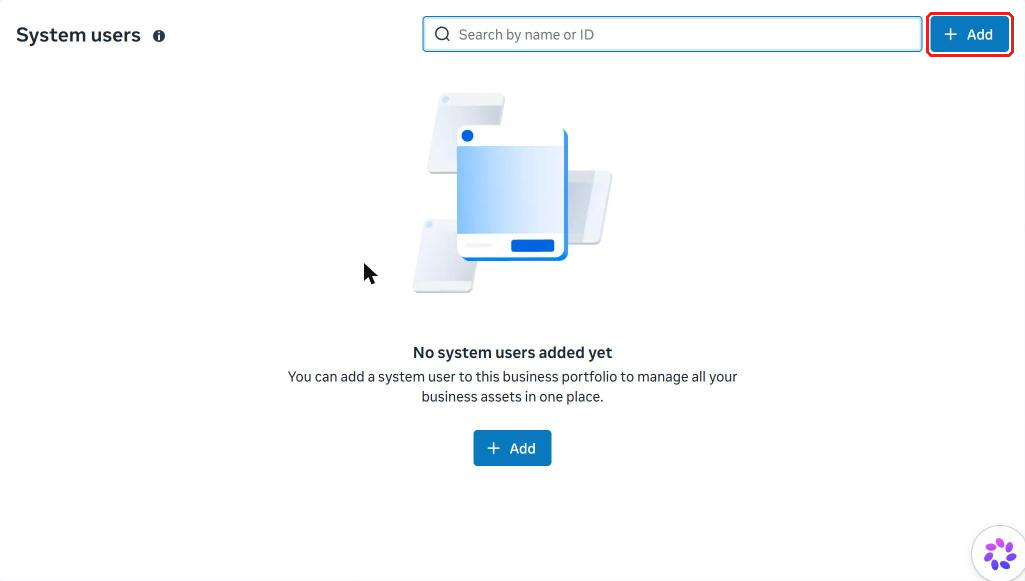 System users
Search by name or ID
+ Add
No system users added yet
You can add a system user to this business portfolio to manage all your
business assets in one place.
+ Add